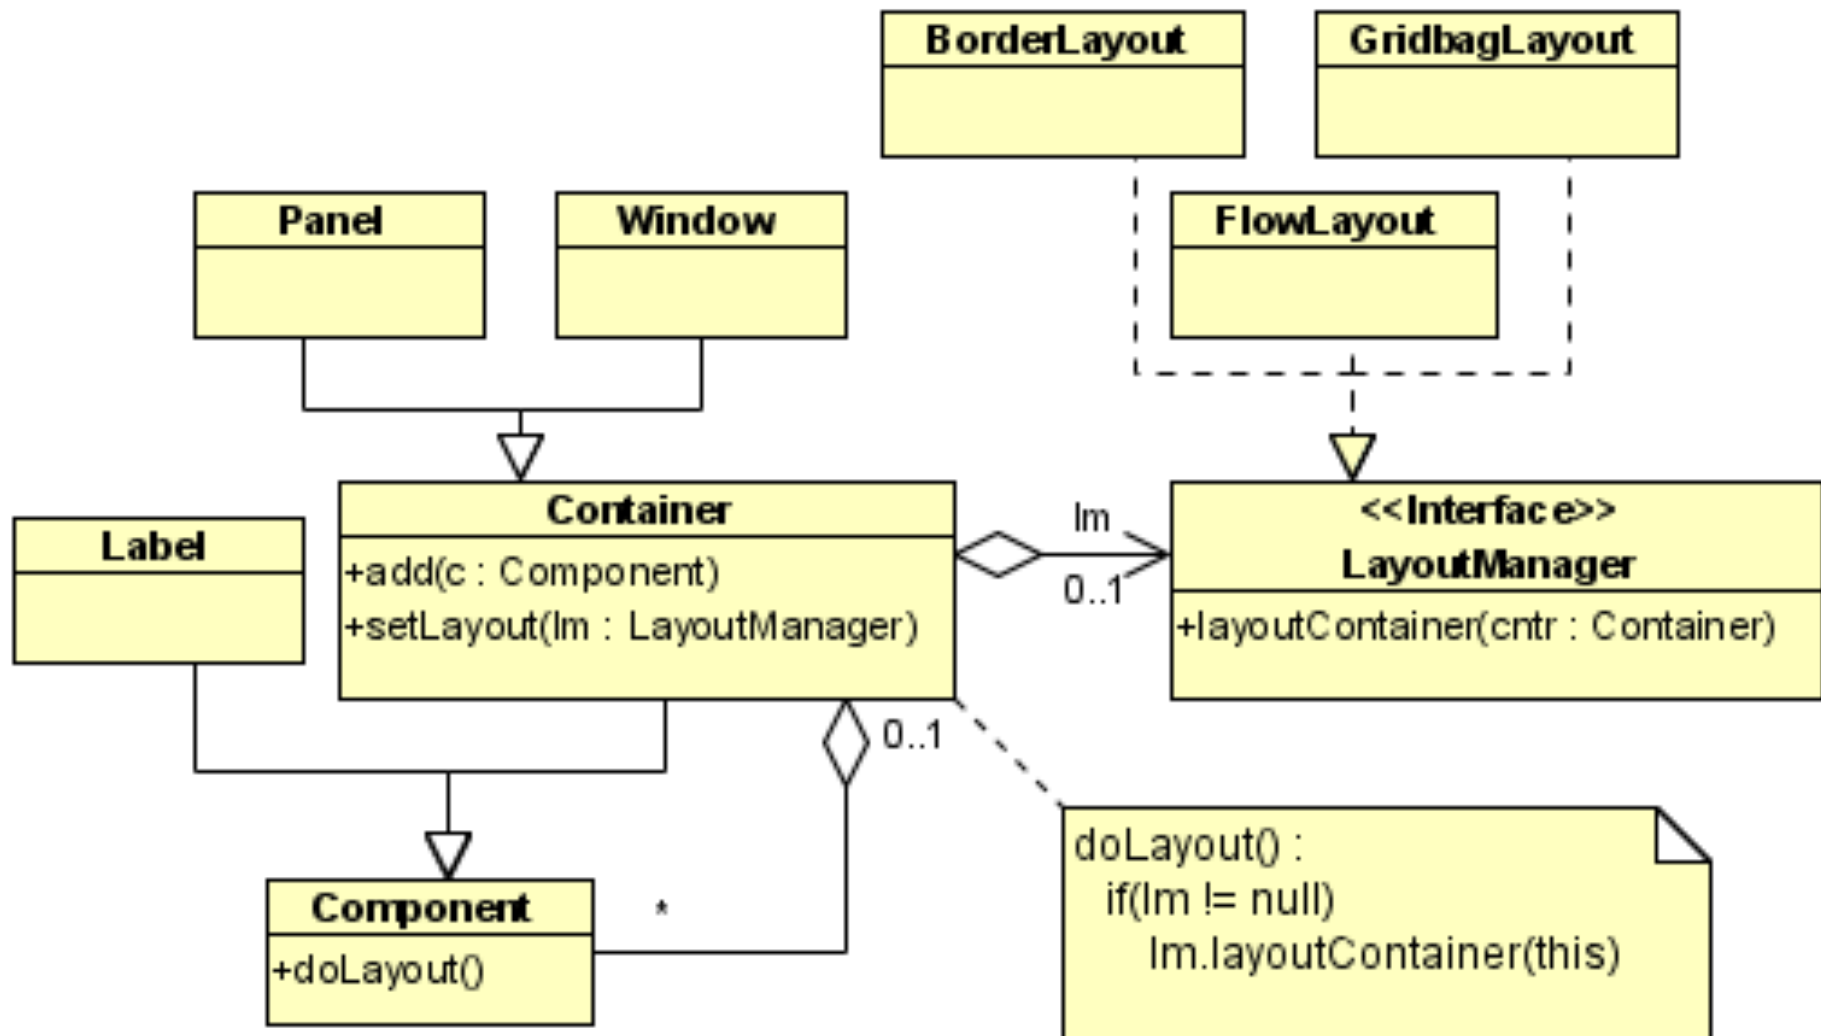 BorderLayout
GridbagLayout
Panel
Window
FlowLayout
Container
+add(c : Component)
+setLayout(lm : LayoutManager)
lm
0..1
<<Interface>>
LayoutManager
+layoutContainer(cntr : Container)
Label
0..1
*
Component
+doLayout()
doLayout() :
if(lm != null)
lm.layoutContainer(this)